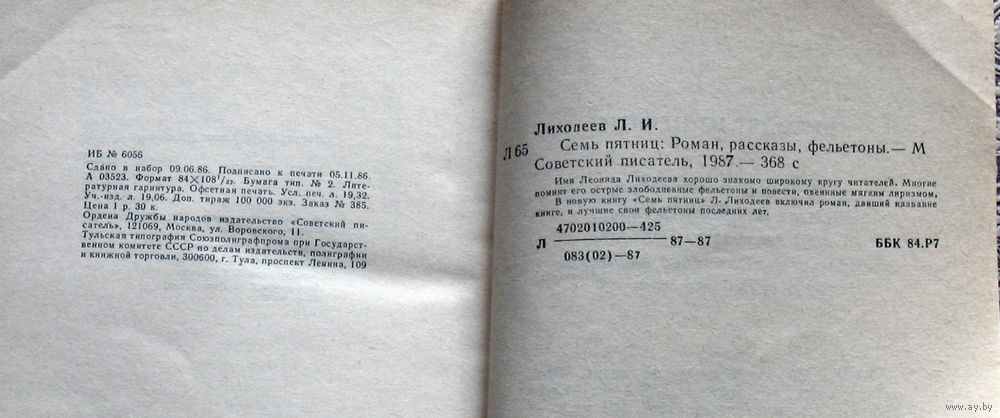 ИБ № 6056
Сдано в набор 09.06.86. Подписано к печати 05.11.86.
А 03523. Формат 84×108¹/₃₂. Бумага тип. № 2. Лите-
ратурная гарнитура. Офсетная печать. Усл. печ. л. 19,32.
Уч.-изд. л. 19,06. Доп. тираж 100 000 экз. Заказ № 385.
Цена 1 р. 30 к.
Ордена Дружбы народов издательство «Советский пи-
сатель», 121069, Москва, ул. Воровского, 11.
Тульская типография Союзполиграфпрома при Государст-
венном комитете СССР по делам издательств, полиграфии
и книжной торговли, 300600, г. Тула, проспект Ленина, 109
Лиходеев Л. И.
Л 65
Семь пятниц: Роман, рассказы, фельетоны.— М
Советский писатель, 1987.— 368 с
Имя Леонида Лиходеева хорошо знакомо широкому кругу читателей. Многие
помнят его острые злободневные фельетоны и повести, овеянные мягким лиризмом.
В новую книгу «Семь пятниц» Л. Лиходеев включил роман, давший название
книге, и лучшие свои фельетоны последних лет.
4702010200—425
Л 87—87 ББК 84.Р7
083(02)—87
www.ay.by